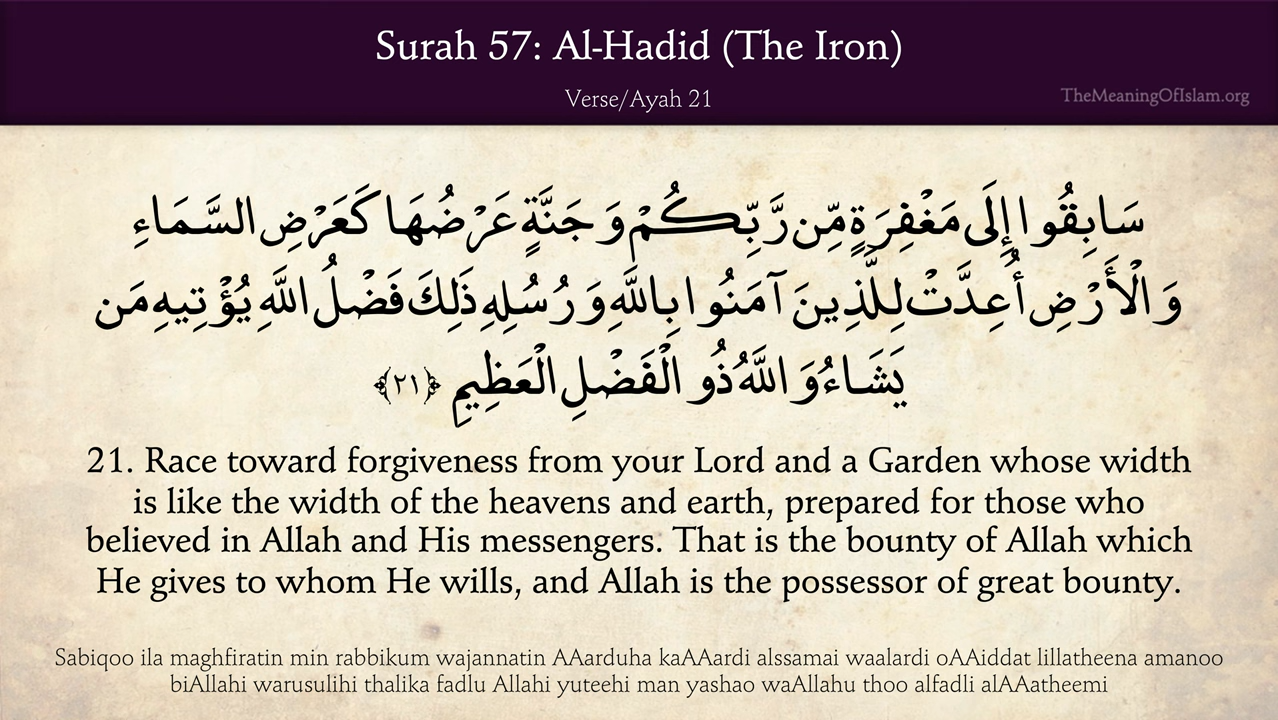 Surah 57: Al-Hadid (The Iron)
Verse/Ayah 21
TheMeaningOfIslam.org
سَابِقُوا إِلَى مَغْفِرَةٍ مِّن رَّبِّكُمْ وَجَنَّةٍ عَرْضُهَا كَعَرْضِ السَّمَاءِ
وَالْأَرْضِ أُعِدَّتْ لِلَّذِينَ آمَنُوا بِاللَّهِ وَرُسُلِهِ ذَلِكَ فَضْلُ اللَّهِ يُؤْتِيهِ مَن
يَشَاءُ وَاللَّهُ ذُو الْفَضْلِ الْعَظِيمِ ﴿٢١﴾
21. Race toward forgiveness from your Lord and a Garden whose width
is like the width of the heavens and earth, prepared for those who
believed in Allah and His messengers. That is the bounty of Allah which
He gives to whom He wills, and Allah is the possessor of great bounty.
Sabiqoo ila maghfiratin min rabbikum wajannatin AAarduha kaAAardi alssamai waalardi oAAiddat lillatheena amanoo
biAllahi warusulihi thalika fadlu Allahi yuteehi man yashao waAllahu thoo alfadli alAAatheemi